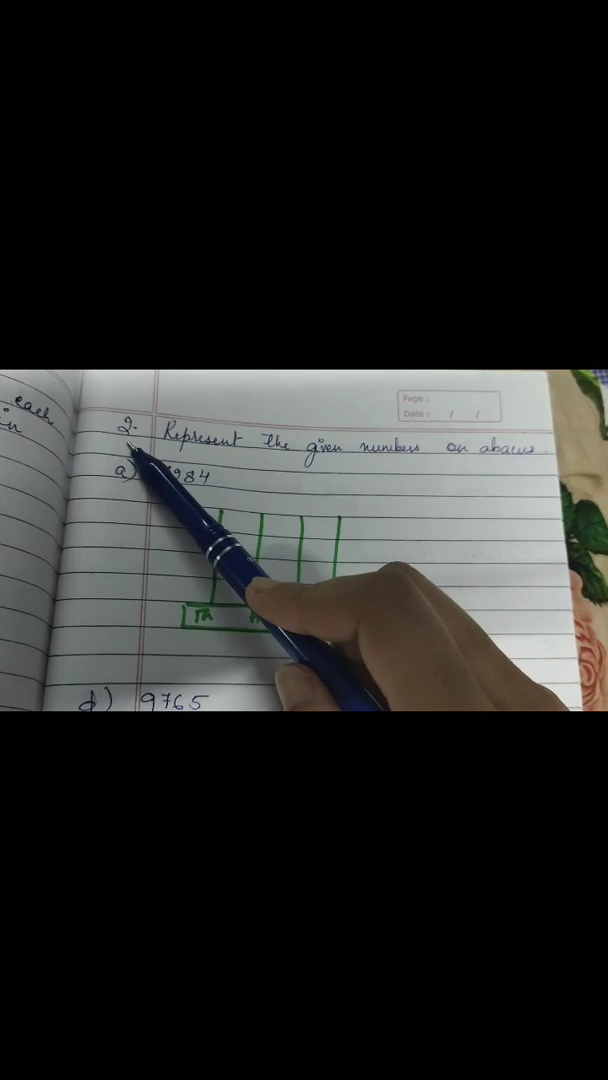 each
in
Page :
Date : / /
2. Represent the given numbers on abacus.
a) 984
Th
d) 9765